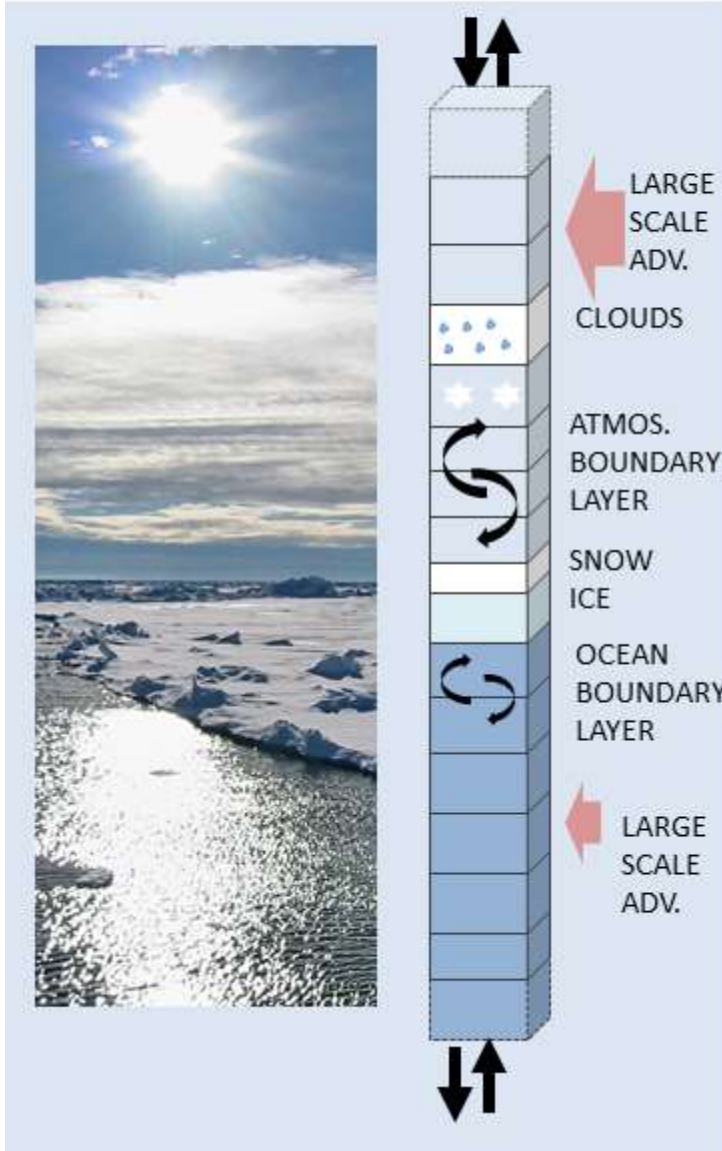 LARGE
SCALE
ADV.
CLOUDS
ATMOS.
BOUNDARY
LAYER
SNOW
ICE
OCEAN
BOUNDARY
LAYER
LARGE
SCALE
ADV.